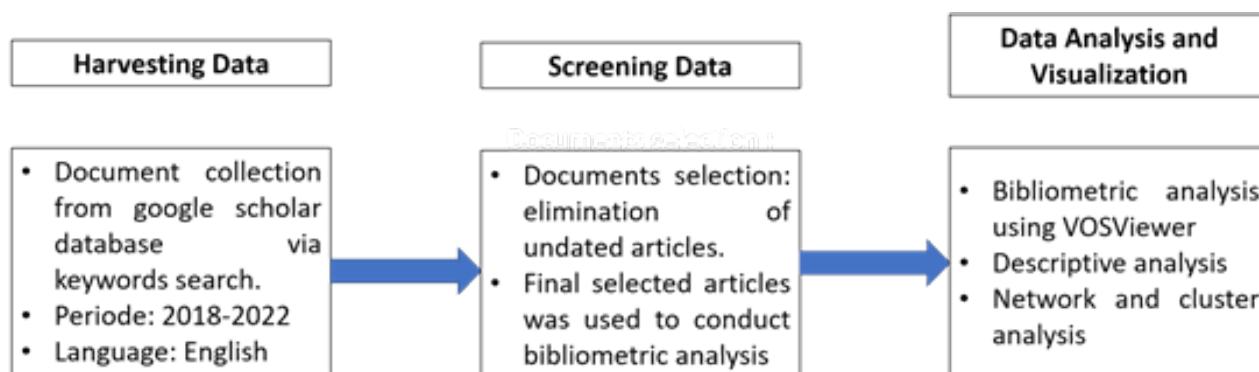 Harvesting Data
Screening Data
Data Analysis and
Visualization
• Document collection
from google scholar
database via
keywords search.
• Periode: 2018-2022
• Language: English
Documents selection :
• Documents selection:
elimination of
undated articles.
• Final selected articles
was used to conduct
bibliometric analysis
• Bibliometric analysis
using VOSViewer
• Descriptive analysis
• Network and cluster
analysis